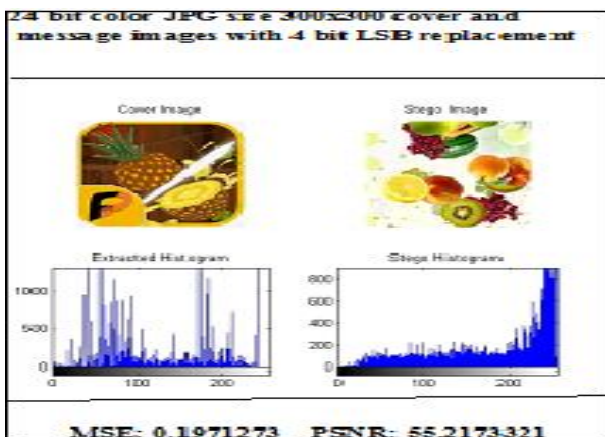 24 bit color JPG size 300x300 cover and
message images with 4 bit LSB replacement
Cover Image
Stego Image
F
Extracted Histogram
Stego Histogram
1000
500
0
0
100
200
800
600
400
200
0
0
100
200
MSE: 0.1971273 PSNR: 55.2173321